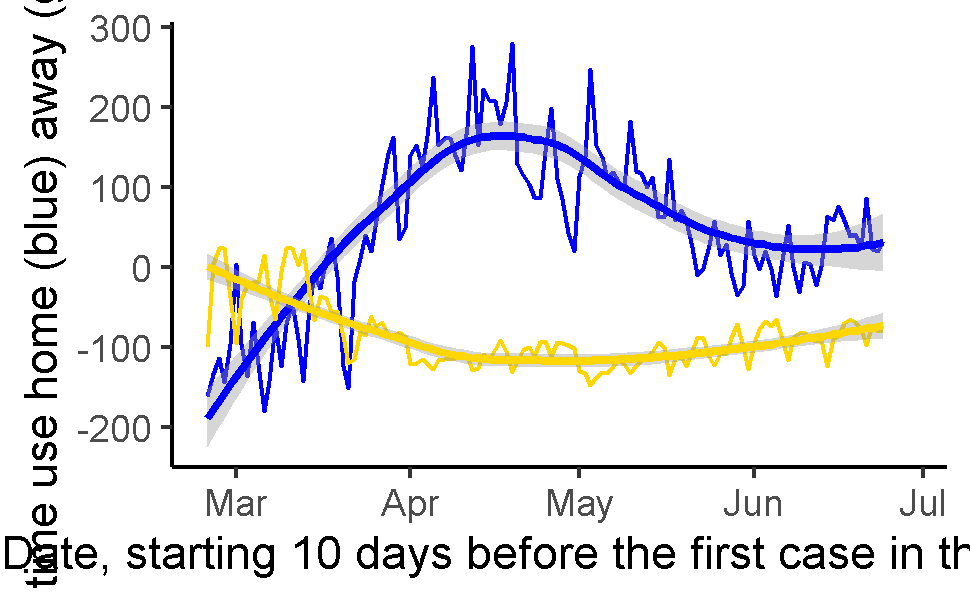 300
200
100
0
-100
-200
time use home (blue) away (
Mar Apr May Jun Jul
Date, starting 10 days before the first case in th